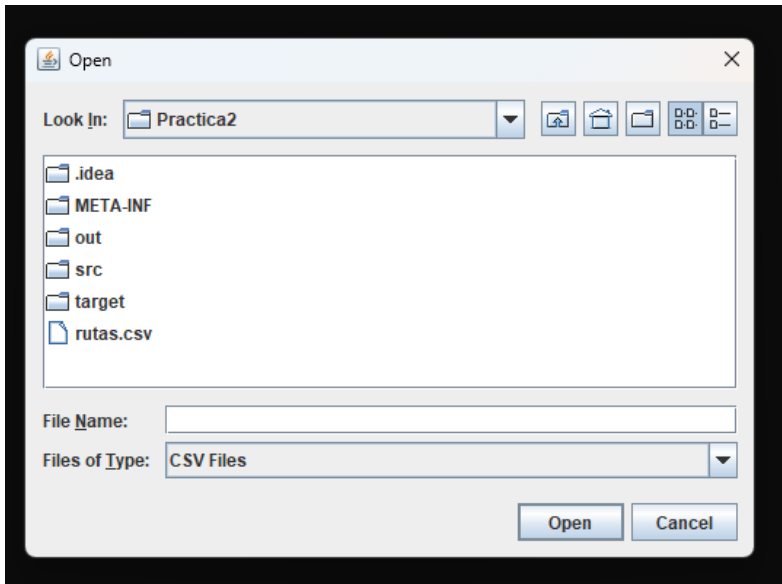 Open
Look In: Practica2
.idea
META-INF
out
src
target
rutas.csv
File Name:
Files of Type: CSV Files
Open Cancel